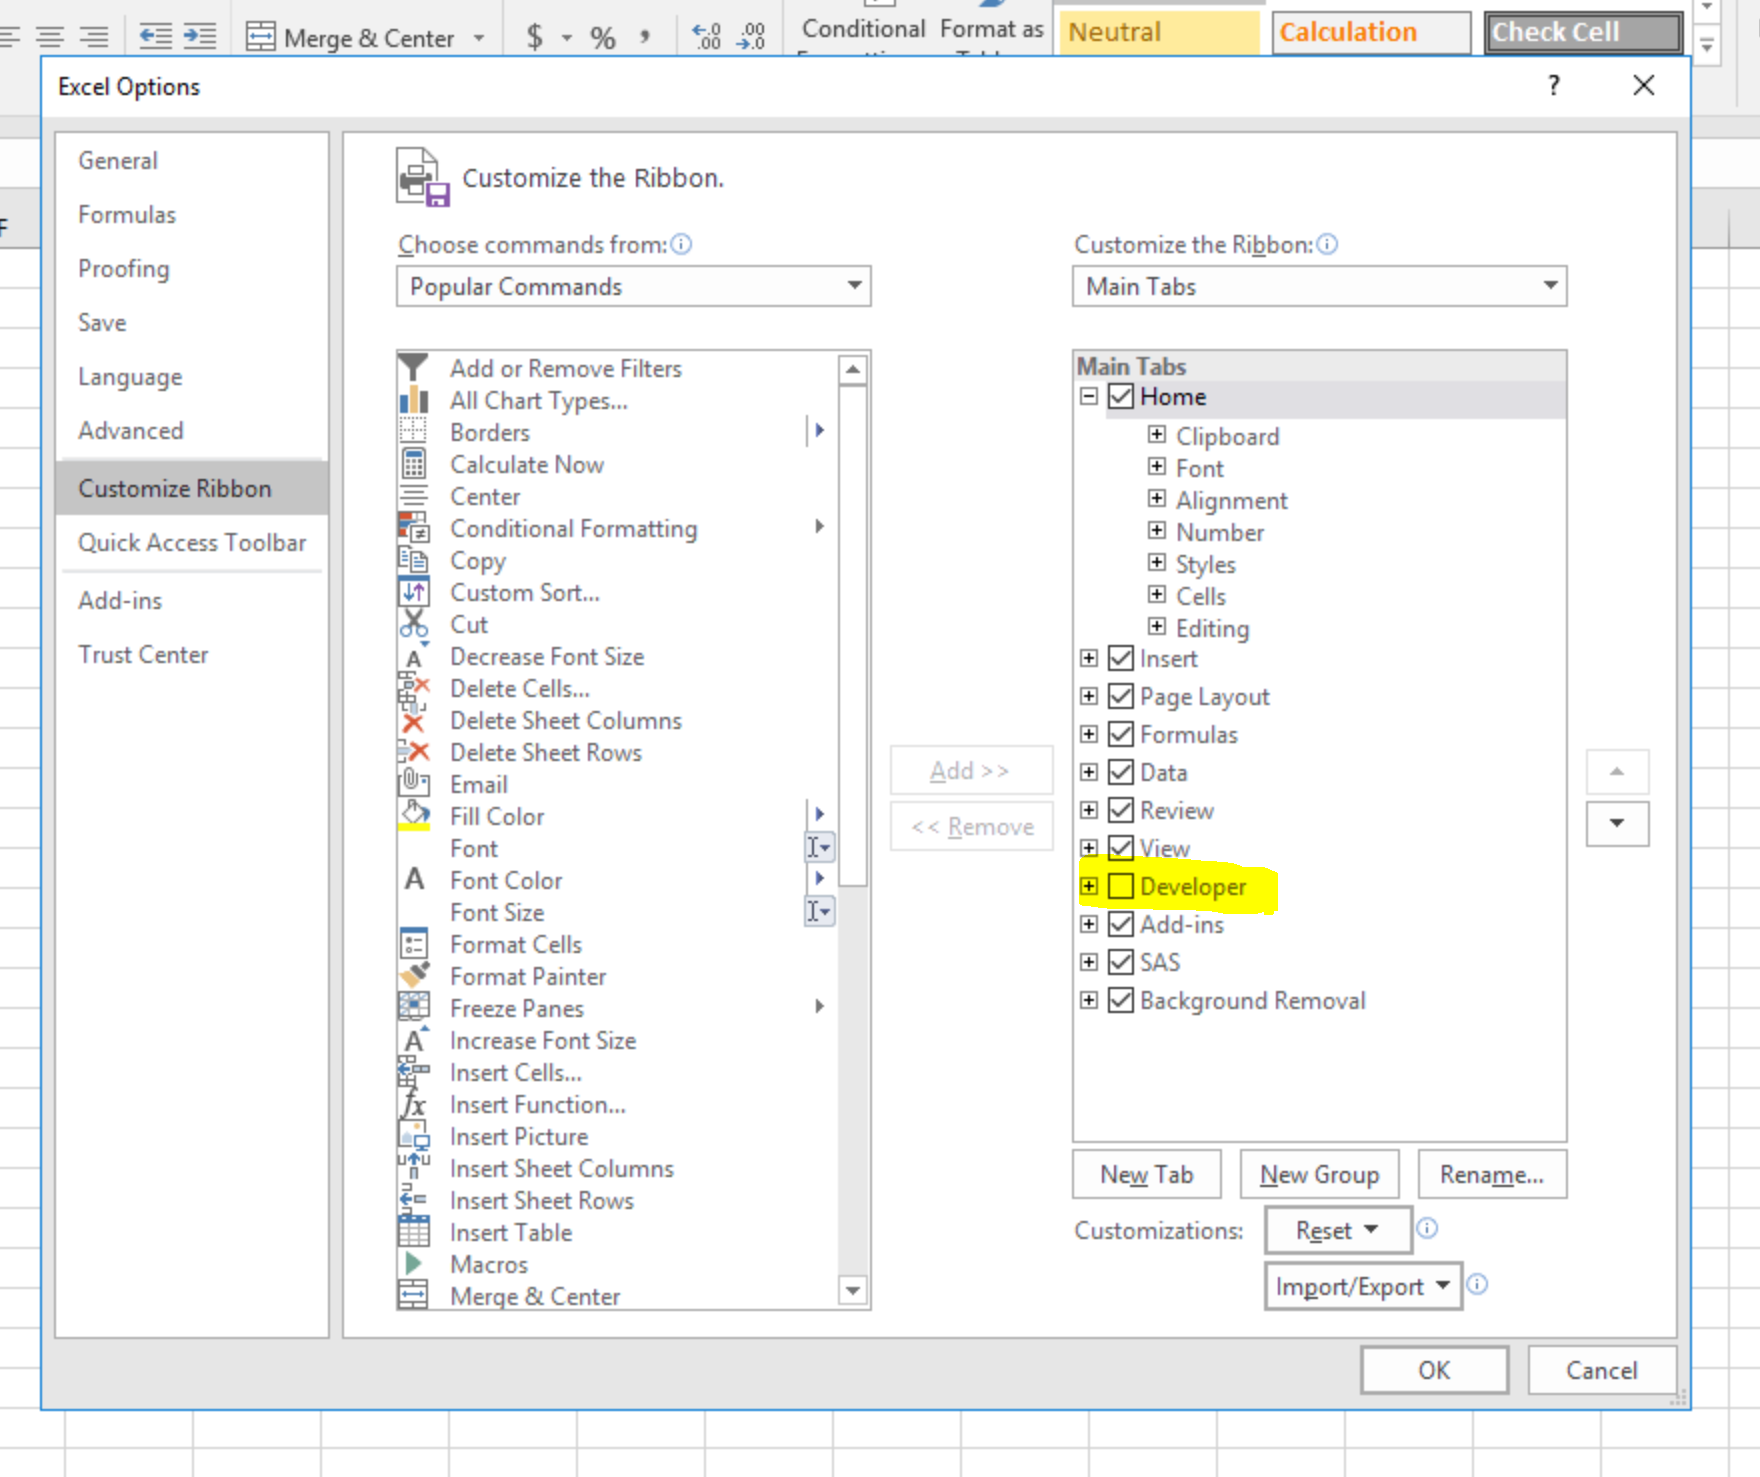 Merge & Center
$ % ,
.00
.00
Conditional
Format as
Neutral
Calculation
Check Cell
Excel Options
?
General
Formulas
Proofing
Save
Language
Advanced
Customize Ribbon
Quick Access Toolbar
Add-ins
Trust Center
F
Customize the Ribbon.
Choose commands from:
Popular Commands
Add or Remove Filters
All Chart Types...
Borders
Calculate Now
Center
Conditional Formatting
Copy
Custom Sort...
Cut
Decrease Font Size
Delete Cells...
Delete Sheet Columns
Delete Sheet Rows
Email
Fill Color
Font
Font Color
Font Size
Format Cells
Format Painter
Freeze Panes
Increase Font Size
Insert Cells...
Insert Function...
Insert Picture
Insert Sheet Columns
Insert Sheet Rows
Insert Table
Macros
Merge & Center
Add >>
<< Remove
Customize the Ribbon:
Main Tabs
Main Tabs
Home
Clipboard
Font
Alignment
Number
Styles
Cells
Editing
Insert
Page Layout
Formulas
Data
Review
View
Developer
Add-ins
SAS
Background Removal
New Tab
New Group
Rename...
Customizations:
Reset
Import/Export
OK
Cancel